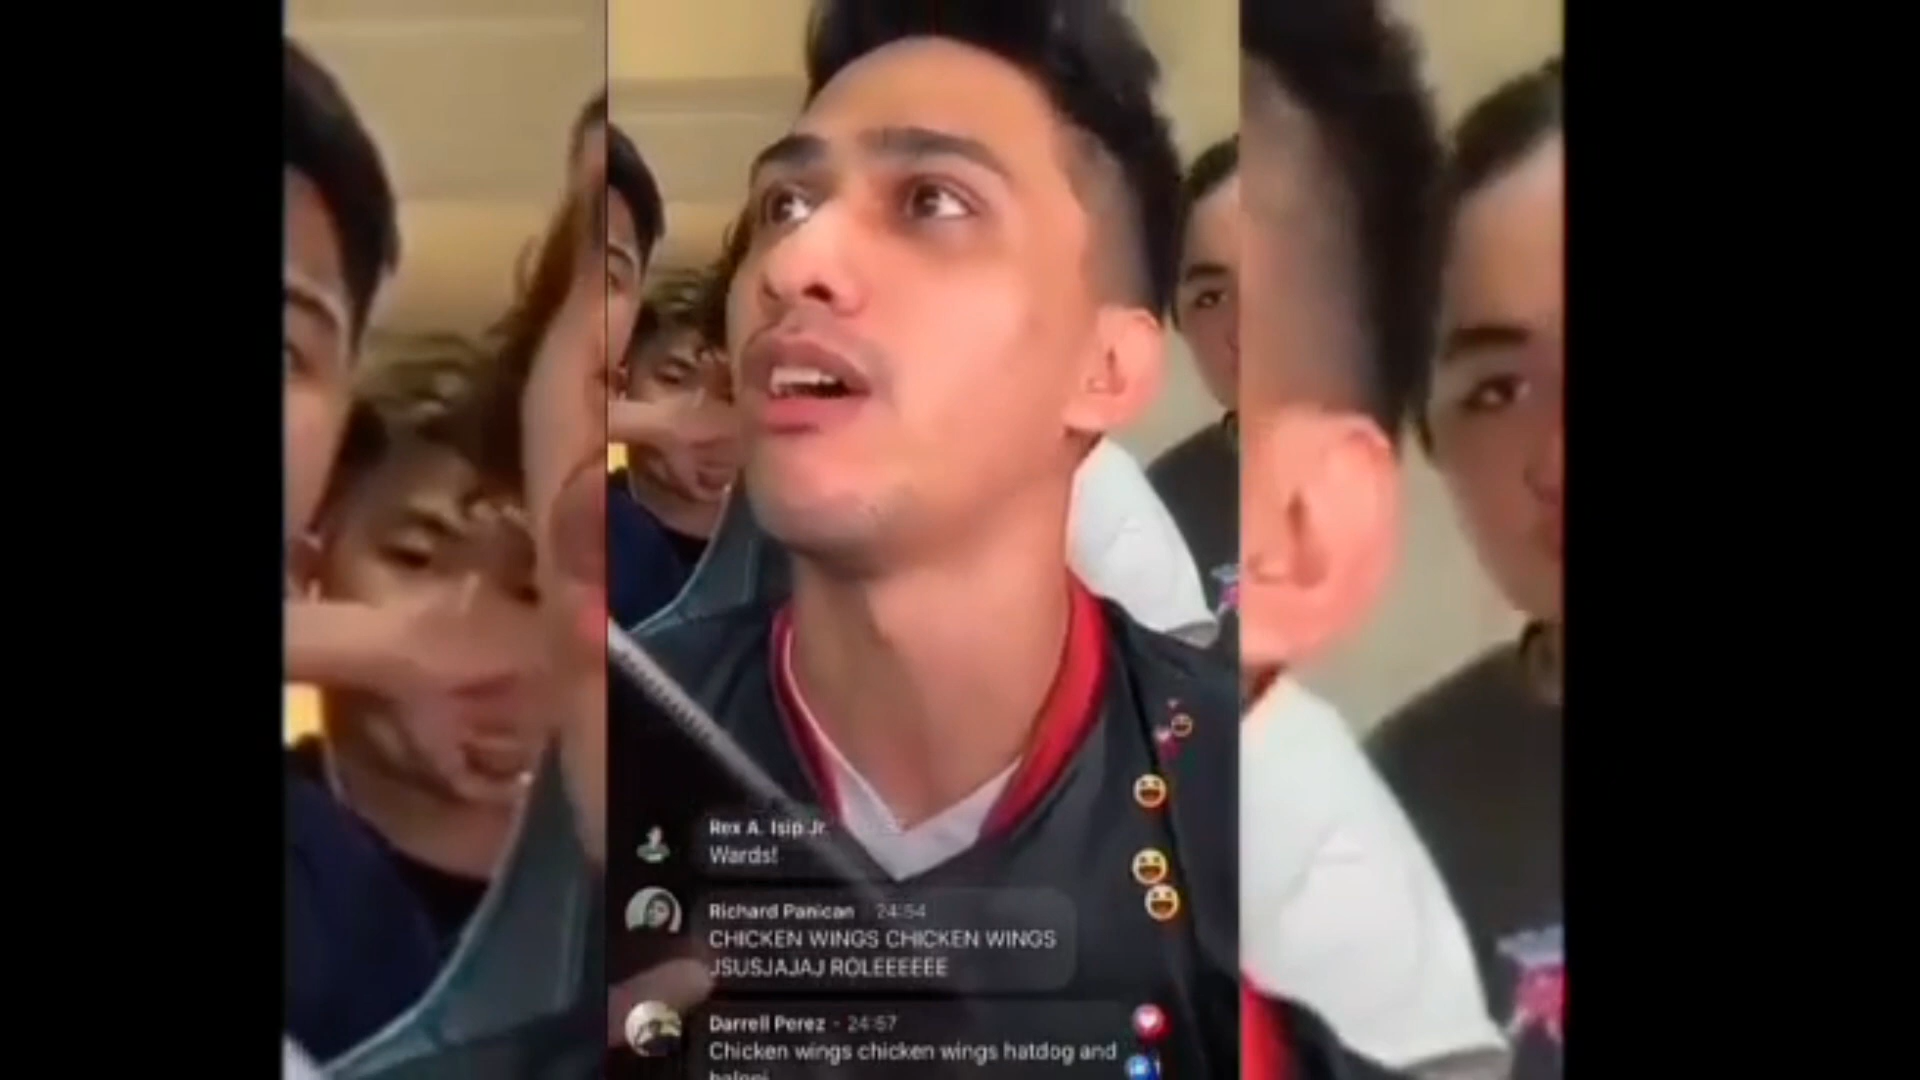 Rex A. Isip Jr.
Wards!
Richard Panican · 24:54
CHICKEN WINGS CHICKEN WINGS
JSUSJAJAJ ROLEEEEEE
Darrell Perez · 24:57
Chicken wings chicken wings hatdog and